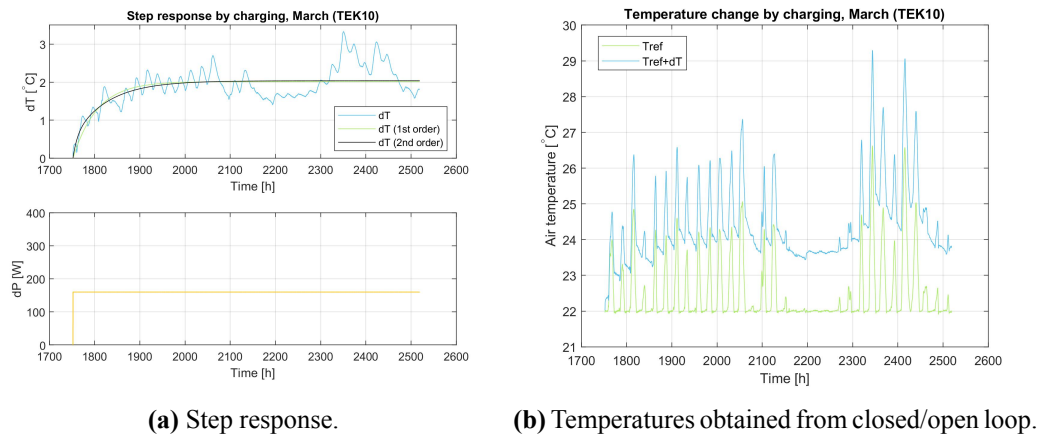 Step response by charging, March (TEK10)
3
2
1
0
dT [°C]
dT
dT (1st order)
dT (2nd order)
1700 1800 1900 2000 2100 2200 2300 2400 2500 2600
Time [h]
400
300
200
100
0
dP [W]
1700 1800 1900 2000 2100 2200 2300 2400 2500 2600
Time [h]
(a) Step response.
Temperature change by charging, March (TEK10)
30
29
28
27
26
25
24
23
22
21
Air temperature [°C]
Tref
Tref+dT
1700 1800 1900 2000 2100 2200 2300 2400 2500 2600
Time [h]
(b) Temperatures obtained from closed/open loop.